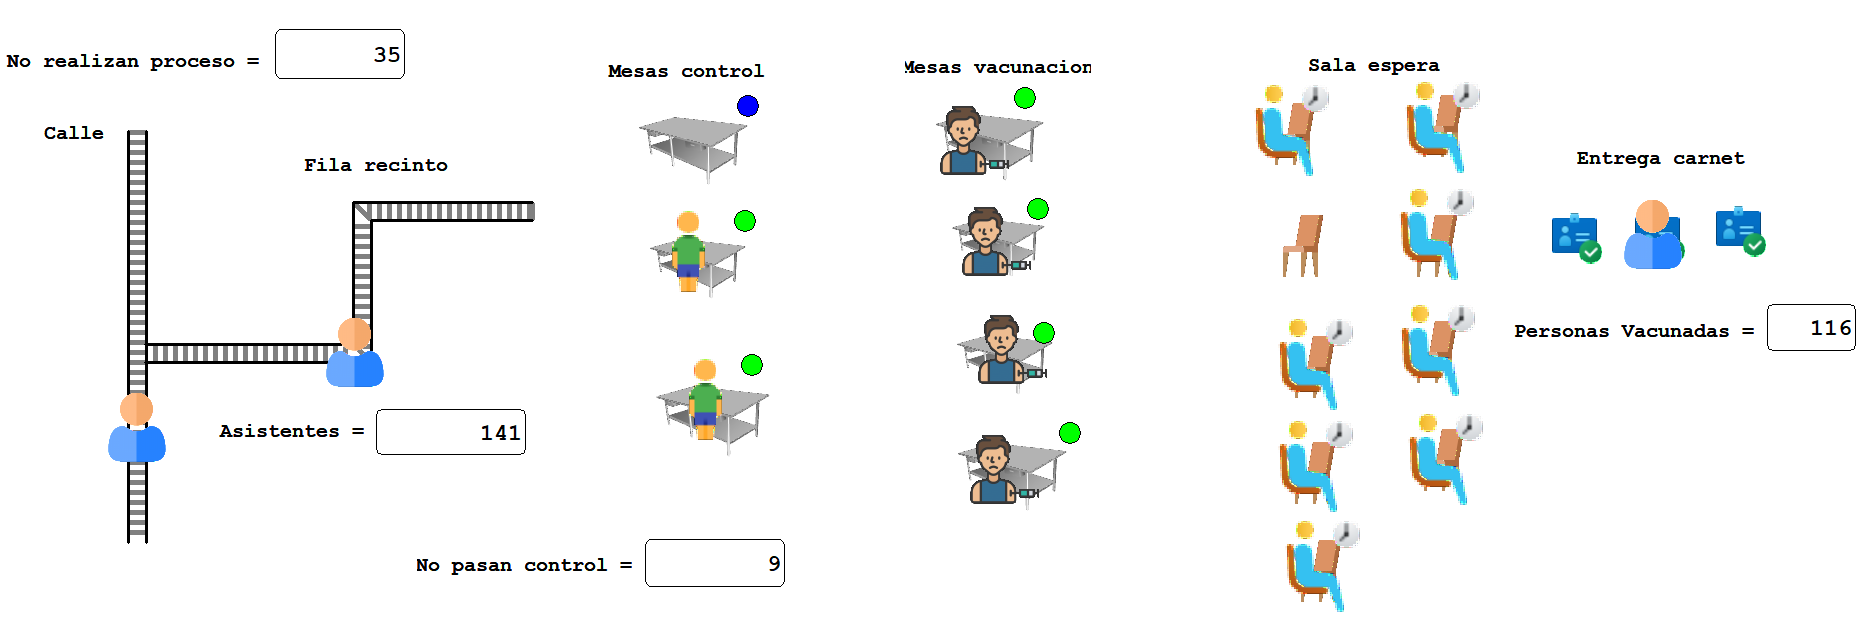 No realizan proceso = 35
Mesas control
Mesas vacunacion
Sala espera
Calle
Fila recinto
Entrega carnet
Personas Vacunadas = 116
Asistentes = 141
No pasan control = 9